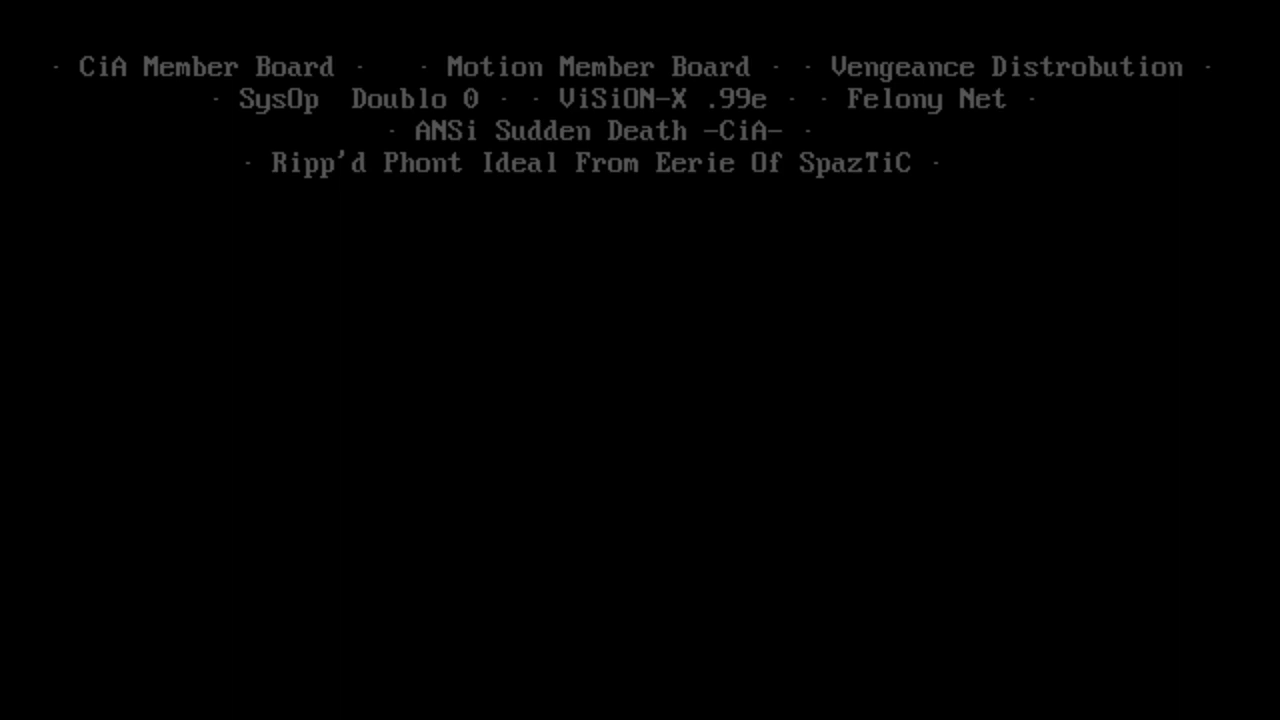 · CiA Member Board ·   · Motion Member Board · · Vengeance Distrobution ·
· SysOp  Doublo 0 · · ViSiON-X .99e · · Felony Net ·
· ANSi Sudden Death -CiA- ·
· Ripp'd Phont Ideal From Eerie Of SpazTiC ·